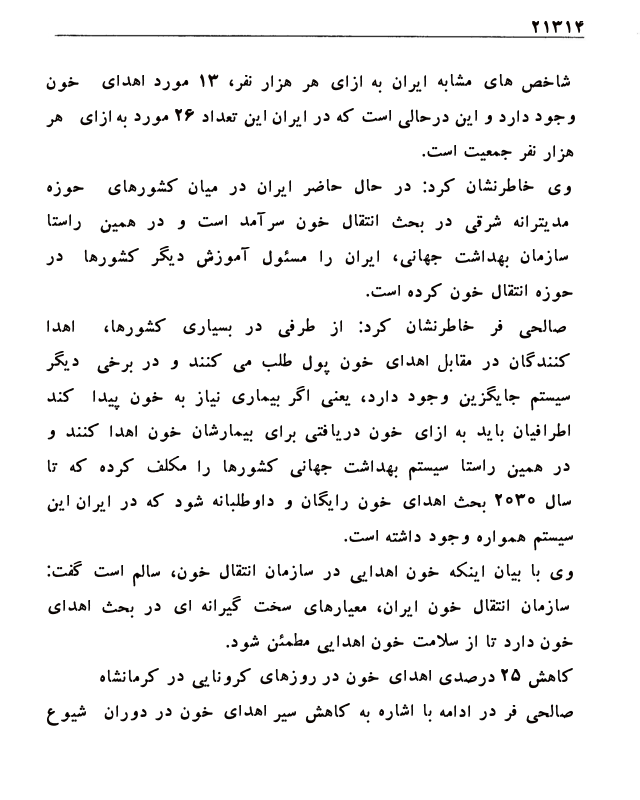 ۲۱۳۱۴
شاخص های مشابه ایران به ازای هر هزار نفر، ۱۳ مورد اهدای خون
وجود دارد و این درحالی است که در ایران این تعداد ۲۶ مورد به ازای هر
هزار نفر جمعیت است.
وی خاطرنشان کرد: در حال حاضر ایران در میان کشورهای حوزه
مدیترانه شرقی در بحث انتقال خون سرآمد است و در همین راستا
سازمان بهداشت جهانی، ایران را مسئول آموزش دیگر کشورها در
حوزه انتقال خون کرده است.
صالحی فر خاطرنشان کرد: از طرفی در بسیاری کشورها، اهدا
کنندگان در مقابل اهدای خون پول طلب می کنند و در برخی دیگر
سیستم جایگزین وجود دارد، یعنی اگر بیماری نیاز به خون پیدا کند
اطرافیان باید به ازای خون دریافتی برای بیمارشان خون اهدا کنند و
در همین راستا سیستم بهداشت جهانی کشورها را مکلف کرده که تا
سال ۲۰۳۰ بحث اهدای خون رایگان و داوطلبانه شود که در ایران این
سیستم همواره وجود داشته است.
وی با بیان اینکه خون اهدایی در سازمان انتقال خون، سالم است گفت:
سازمان انتقال خون ایران، معیارهای سخت گیرانه ای در بحث اهدای
خون دارد تا از سلامت خون اهدایی مطمئن شود.
کاهش ۲۵ درصدی اهدای خون در روزهای کرونایی در کرمانشاه
صالحی فر در ادامه با اشاره به کاهش سیر اهدای خون در دوران شیوع